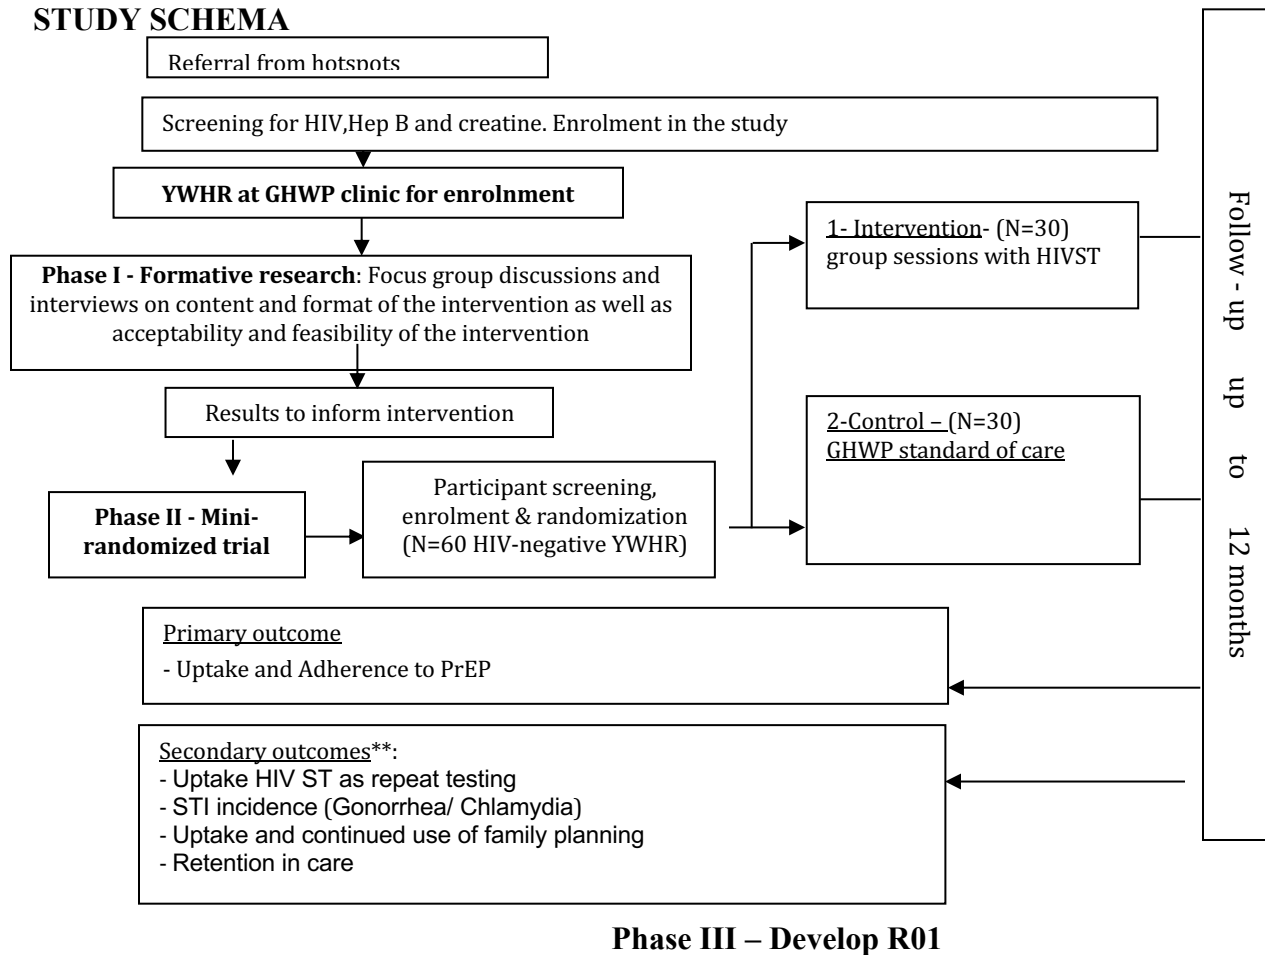 STUDY SCHEMA
Referral from hotspots
Screening for HIV,Hep B and creatine. Enrolment in the study
YWHR at GHWP clinic for enrolnment
Phase I - Formative research: Focus group discussions and
interviews on content and format of the intervention as well as
acceptability and feasibility of the intervention
Results to inform intervention
Phase II - Mini-
randomized trial
Participant screening,
enrolment & randomization
(N=60 HIV-negative YWHR)
1- Intervention- (N=30)
group sessions with HIVST
2-Control – (N=30)
GHWP standard of care
Follow - up up to 12 months
Primary outcome
- Uptake and Adherence to PrEP
Secondary outcomes**:
- Uptake HIV ST as repeat testing
- STI incidence (Gonorrhea/ Chlamydia)
- Uptake and continued use of family planning
- Retention in care
Phase III – Develop R01